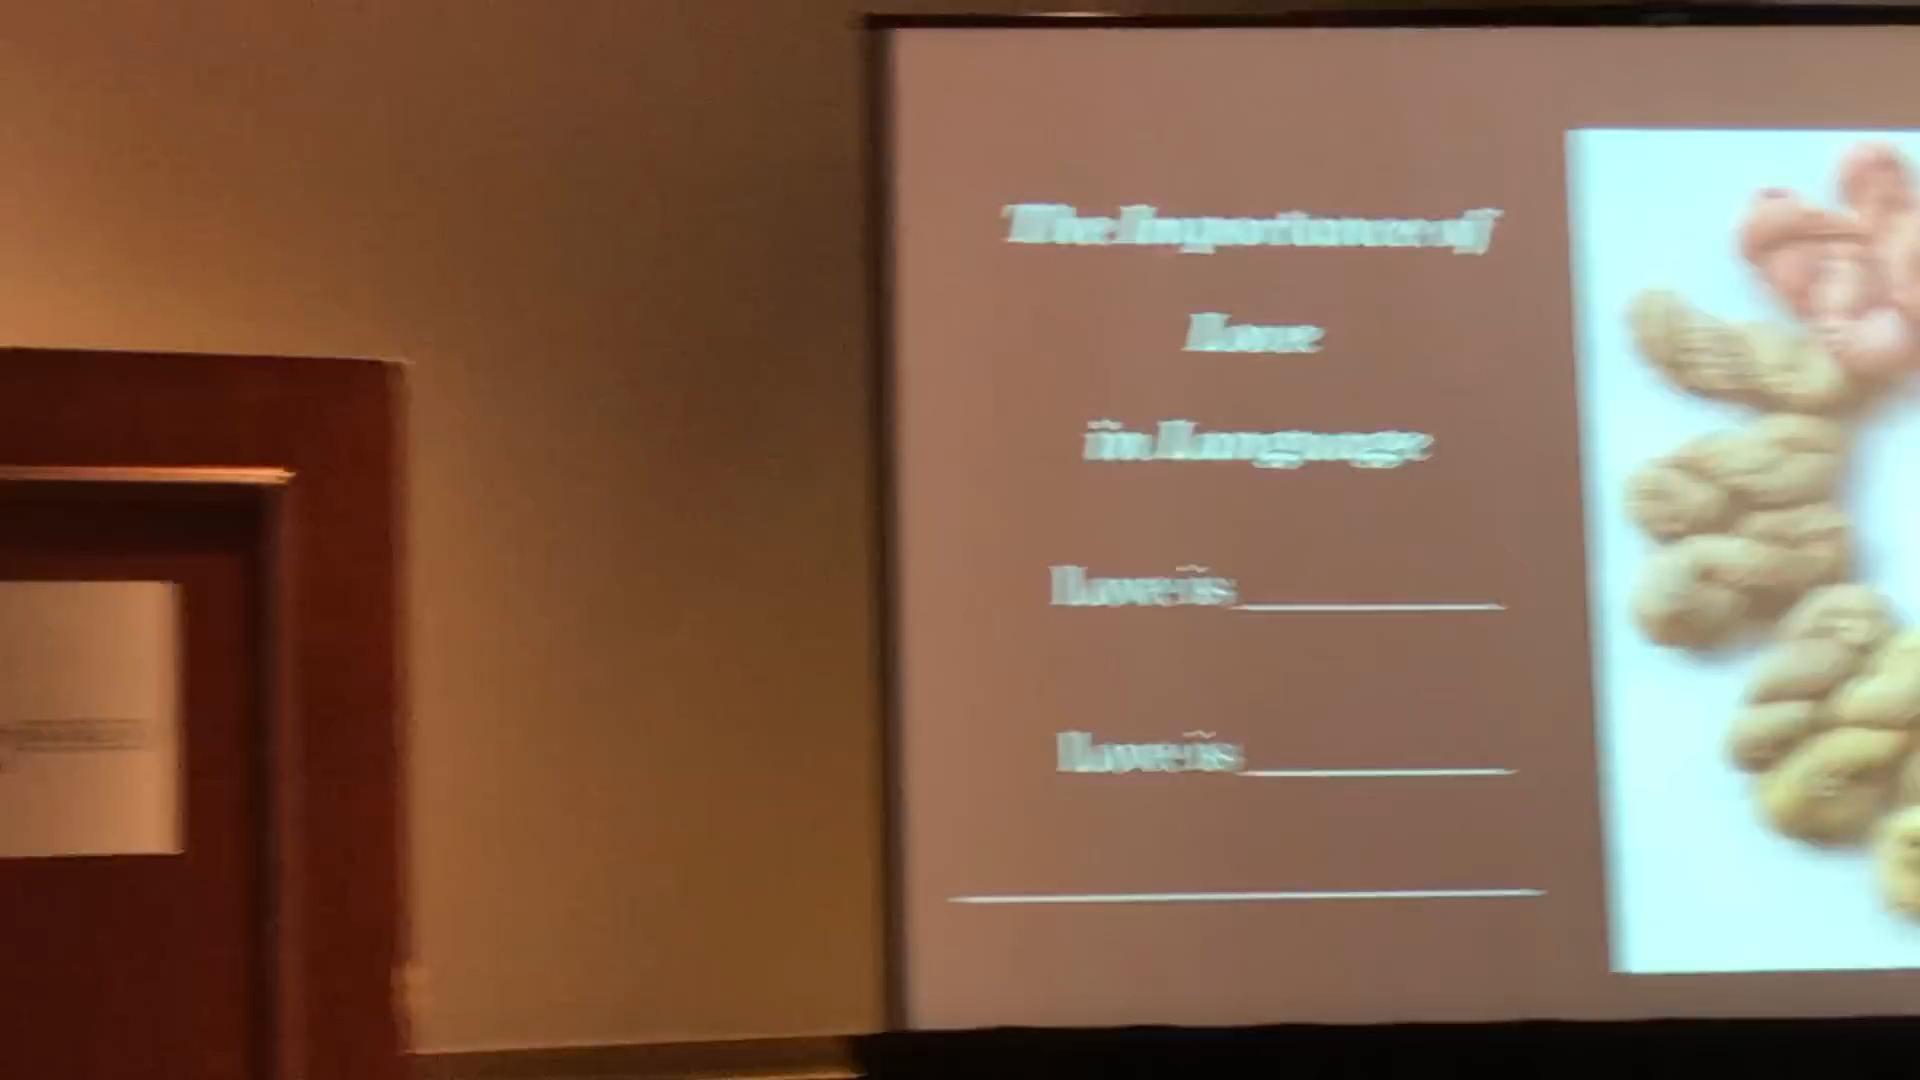 The Importance of
Love
in Language
Love is
Love is